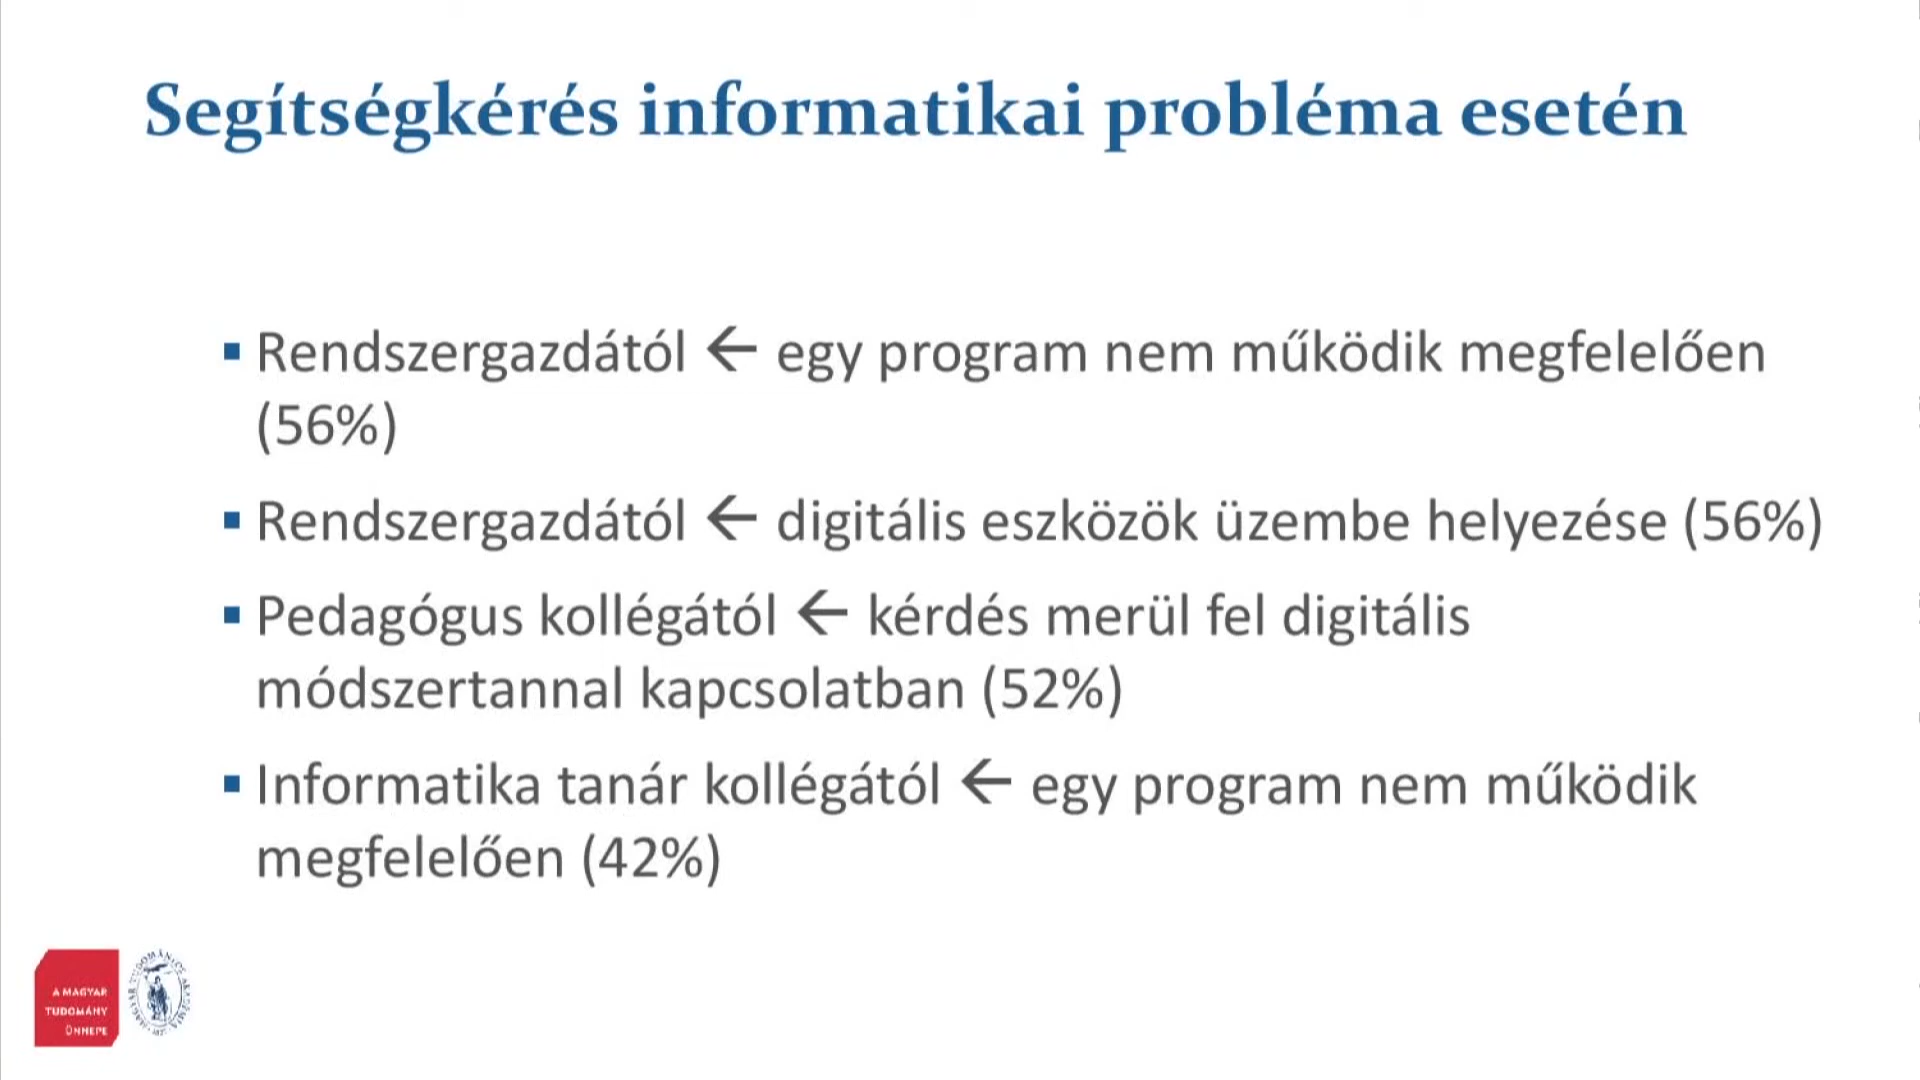 Segítségkérés informatikai probléma esetén
▪ Rendszergazdától ← egy program nem működik megfelelően
(56%)
▪ Rendszergazdától ← digitális eszközök üzembe helyezése (56%)
▪ Pedagógus kollégától ← kérdés merül fel digitális
módszertannal kapcsolatban (52%)
▪ Informatika tanár kollégától ← egy program nem működik
megfelelően (42%)
A MAGYAR
TUDOMÁNY
ÜNNEPE